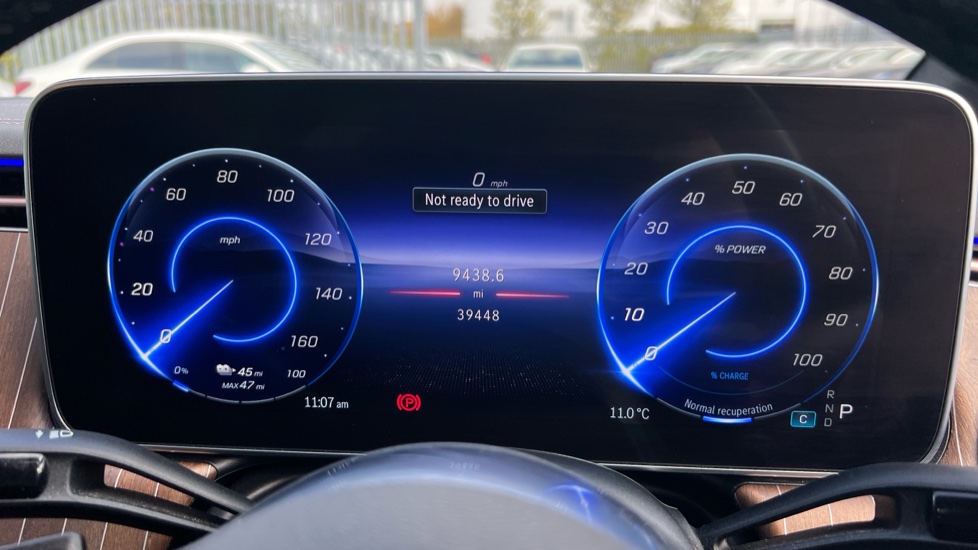 0 mph
Not ready to drive
9438.6
mi
39448
0
20
40
60
80
100
120
140
160
mph
0% 45 mi 100
MAX 47 mi
11:07 am
0
10
20
30
40
50
60
70
80
90
100
% POWER
% CHARGE
Normal recuperation
11.0 °C
P
C
R
N
D
P